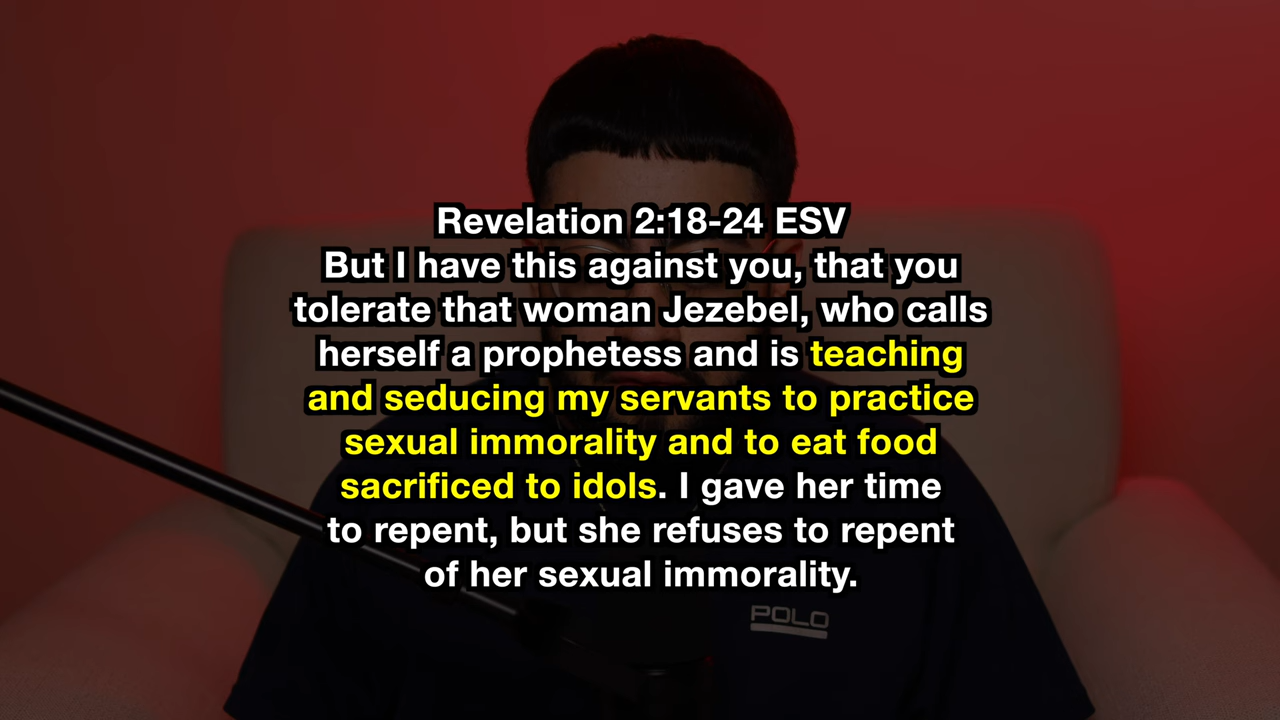 Revelation 2:18-24 ESV
But I have this against you, that you
tolerate that woman Jezebel, who calls
herself a prophetess and is teaching
and seducing my servants to practice
sexual immorality and to eat food
sacrificed to idols. I gave her time
to repent, but she refuses to repent
of her sexual immorality.
POLO